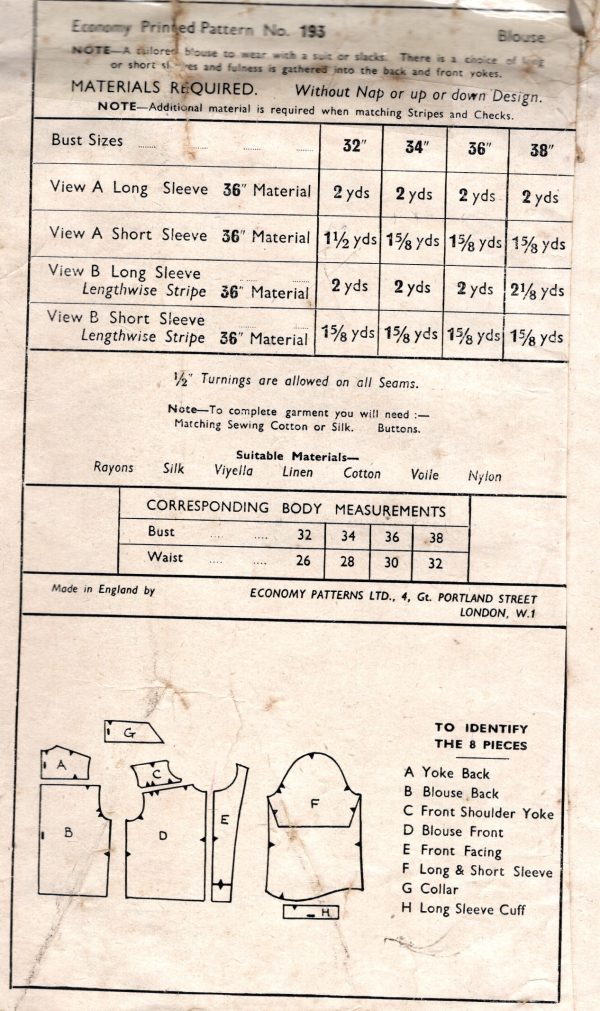 Economy Printed Pattern No. 193 Blouse
NOTE—A tailored blouse to wear with a suit or slacks. There is a choice of long
or short sleeves and fulness is gathered into the back and front yokes.
MATERIALS REQUIRED. Without Nap or up or down Design.
NOTE—Additional material is required when matching Stripes and Checks.
Bust Sizes 32" 34" 36" 38"
View A Long Sleeve 36" Material 2 yds 2 yds 2 yds 2 yds
View A Short Sleeve 36" Material 1½ yds 1⅝ yds 1⅝ yds 1⅝ yds
View B Long Sleeve
Lengthwise Stripe 36" Material 2 yds 2 yds 2 yds 2⅛ yds
View B Short Sleeve
Lengthwise Stripe 36" Material 1⅝ yds 1⅝ yds 1⅝ yds 1⅝ yds
½" Turnings are allowed on all Seams.
Note—To complete garment you will need :—
Matching Sewing Cotton or Silk. Buttons.
Suitable Materials—
Rayons Silk Viyella Linen Cotton Voile Nylon
CORRESPONDING BODY MEASUREMENTS
Bust .... .... 32 34 36 38
Waist .... .... 26 28 30 32
Made in England by ECONOMY PATTERNS LTD., 4, Gt. PORTLAND STREET
LONDON, W.1
TO IDENTIFY
THE 8 PIECES
A Yoke Back
B Blouse Back
C Front Shoulder Yoke
D Blouse Front
E Front Facing
F Long & Short Sleeve
G Collar
H Long Sleeve Cuff
G
A
C
B
D
E
F
H